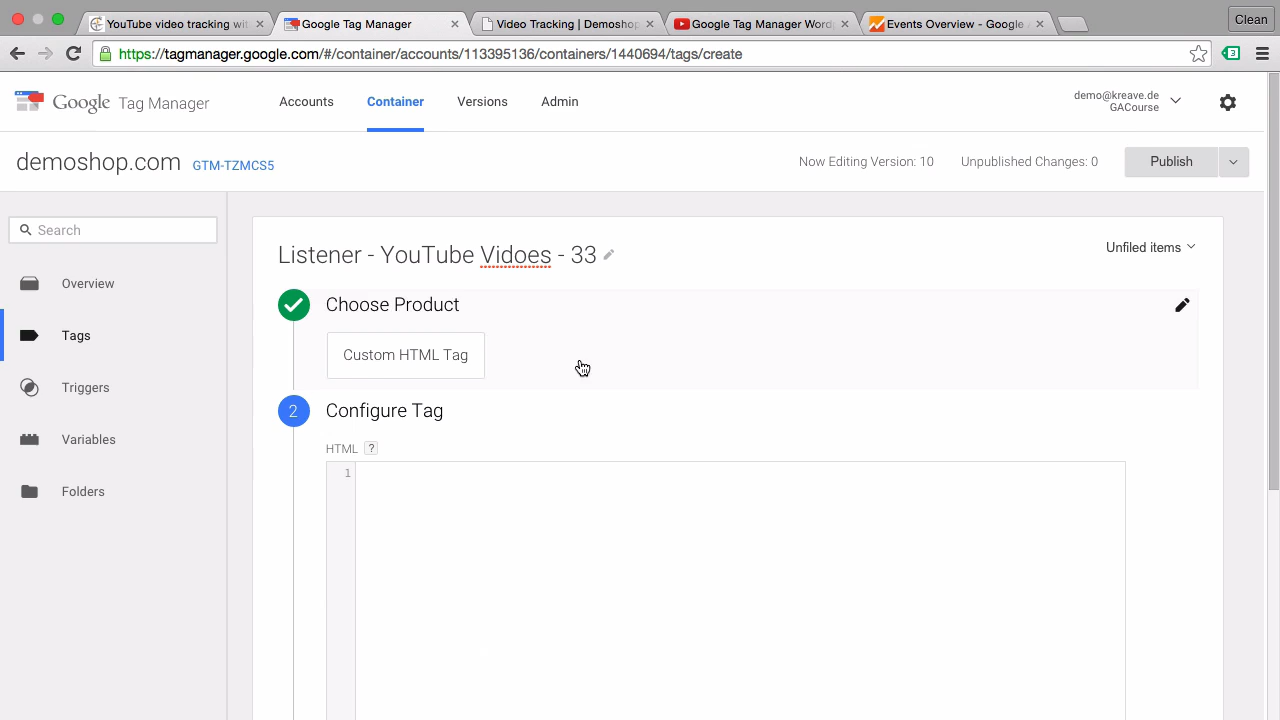 YouTube video tracking wit
Google Tag Manager
Video Tracking | Demoshop
Google Tag Manager Word
Events Overview - Google A
Clean
https://tagmanager.google.com/#/container/accounts/113395136/containers/1440694/tags/create
3
Google Tag Manager
Accounts
Container
Versions
Admin
demo@kreave.de
GACourse
demoshop.com GTM-TZMCS5
Now Editing Version: 10
Unpublished Changes: 0
Publish
Search
Overview
Tags
Triggers
Variables
Folders
Listener - YouTube Vidoes - 33
Unfiled items
Choose Product
Custom HTML Tag
2
Configure Tag
HTML ?
1